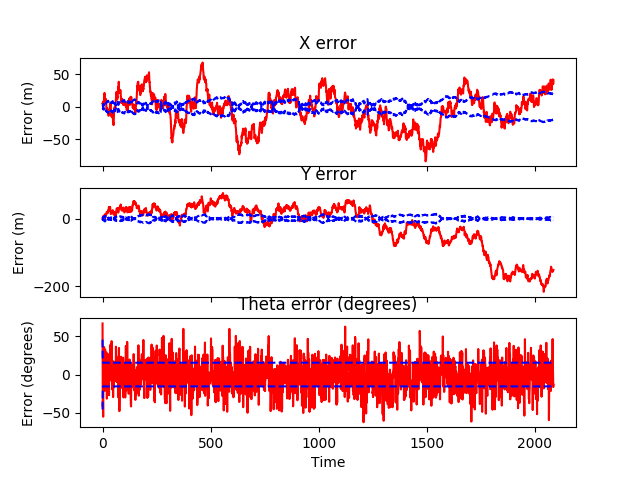 X error
Error (m)
50
0
−50
Y error
Error (m)
0
−200
Theta error (degrees)
Error (degrees)
50
0
−50
0
500
1000
1500
2000
Time